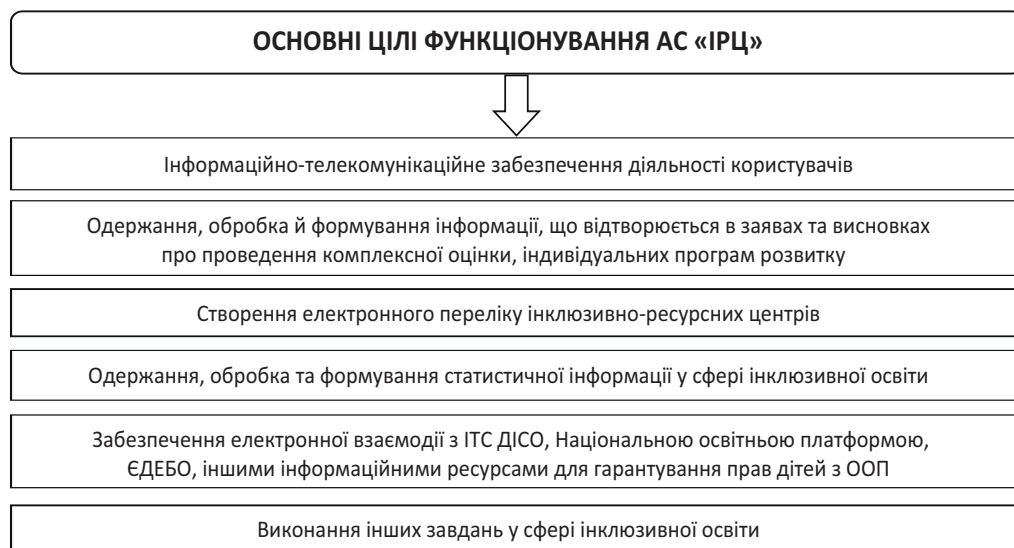 ОСНОВНІ ЦІЛІ ФУНКЦІОНУВАННЯ АС «ІРЦ»
Інформаційно-телекомунікаційне забезпечення діяльності користувачів
Одержання, обробка й формування інформації, що відтворюється в заявах та висновках
про проведення комплексної оцінки, індивідуальних програм розвитку
Створення електронного переліку інклюзивно-ресурсних центрів
Одержання, обробка та формування статистичної інформації у сфері інклюзивної освіти
Забезпечення електронної взаємодії з ІТС ДІСО, Національною освітньою платформою,
ЄДЕБО, іншими інформаційними ресурсами для гарантування прав дітей з ООП
Виконання інших завдань у сфері інклюзивної освіти